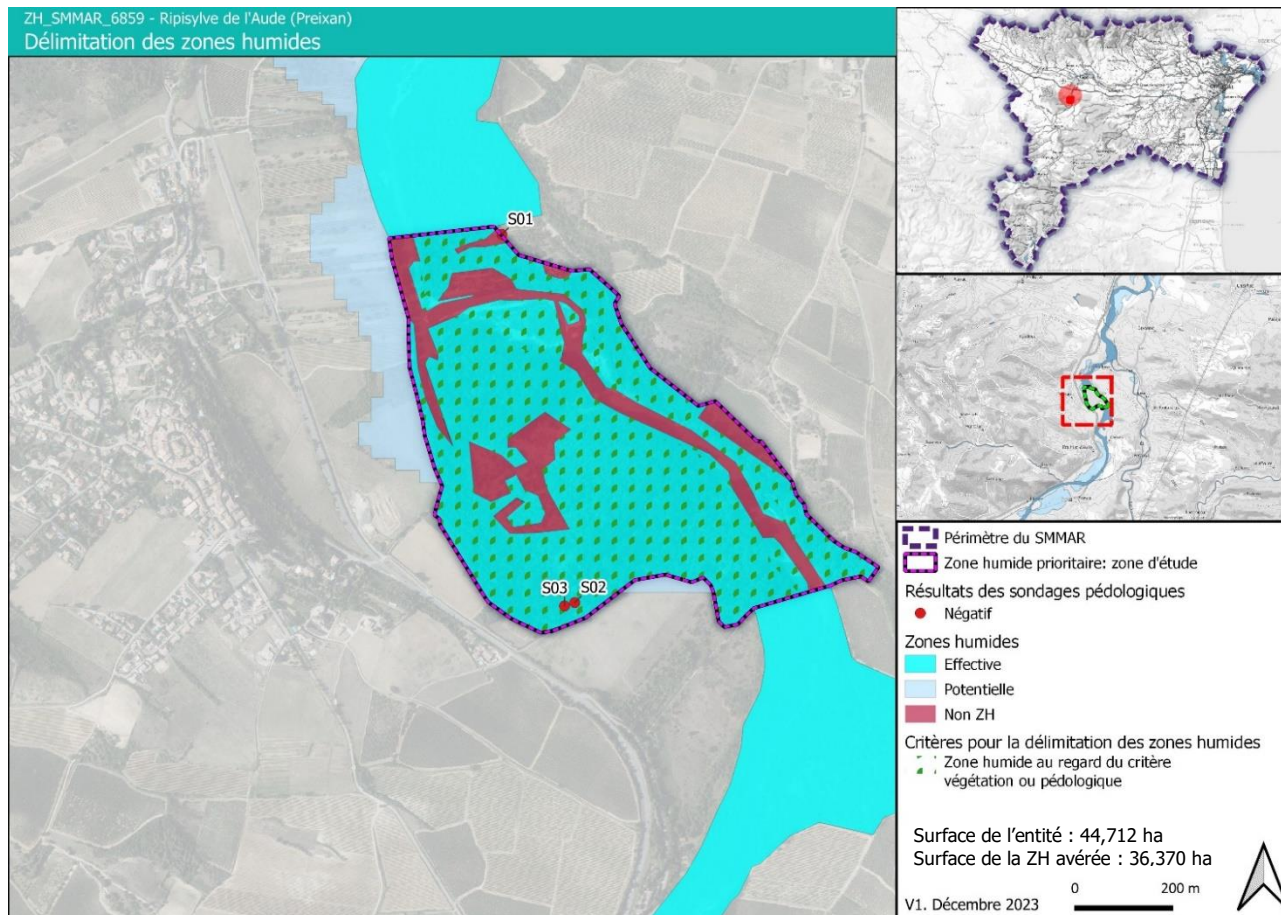 ZH_SMMAR_6859 - Ripisylve de l'Aude (Preixan)
Délimitation des zones humides
S01
S03
S02
Périmètre du SMMAR
Zone humide prioritaire: zone d'étude
Résultats des sondages pédologiques
Négatif
Zones humides
Effective
Potentielle
Non ZH
Critères pour la délimitation des zones humides
Zone humide au regard du critère
végétation ou pédologique
Surface de l'entité : 44,712 ha
Surface de la ZH avérée : 36,370 ha
0
200 m
V1. Décembre 2023